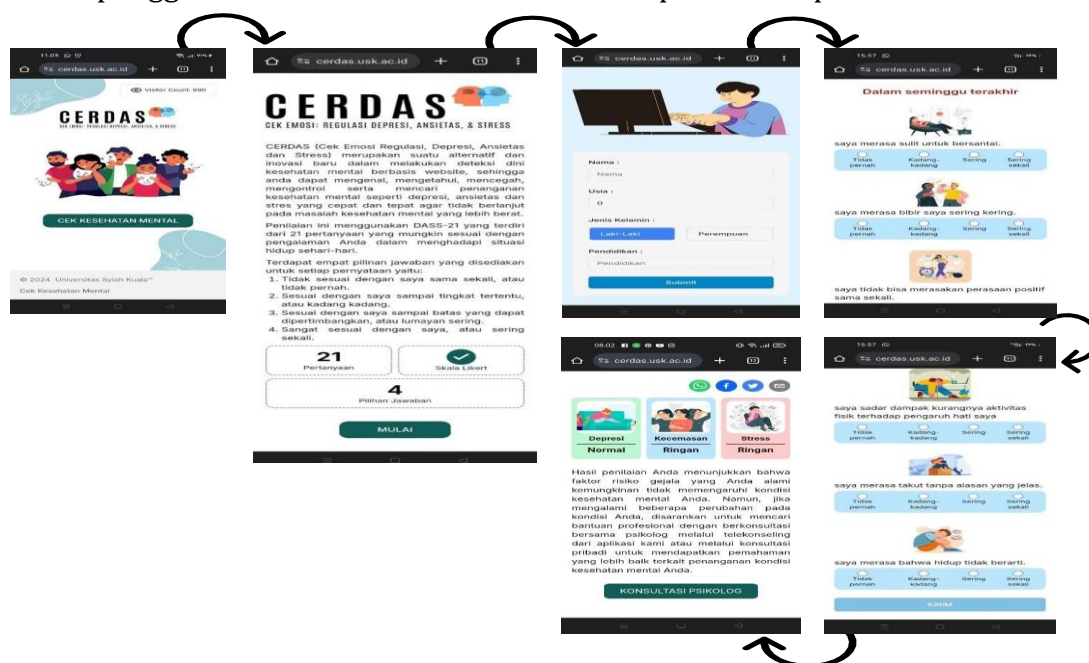 11.03
cerdas.usk.ac.id
Visitor Count: 990
CERDAS
CEK EMOSI: REGULASI DEPRESI, ANSIETAS, & STRESS
CEK KESEHATAN MENTAL
© 2024 Universitas Syiah Kuala™
Cek Kesehatan Mental
cerdas.usk.ac.id
CERDAS
CEK EMOSI: REGULASI DEPRESI, ANSIETAS, & STRESS
CERDAS (Cek Emosi Regulasi, Depresi, Ansietas
dan Stress) merupakan suatu alternatif dan
inovasi baru dalam melakukan deteksi dini
kesehatan mental berbasis website, sehingga
anda dapat mengenal, mengetahui, mencegah,
mengontrol serta mencari penanganan
kesehatan mental seperti depresi, ansietas dan
stres yang cepat dan tepat agar tidak berlanjut
pada masalah kesehatan mental yang lebih berat.
Penilaian ini menggunakan DASS-21 yang terdiri
dari 21 pertanyaan yang mungkin sesuai dengan
pengalaman Anda dalam menghadapi situasi
hidup sehari-hari.
Terdapat empat pilinan jawaban yang disediakan
untuk setiap pernyataan yaitu:
1. Tidak sesuai dengan saya sama sekali, atau
tidak pernah.
2. Sesuai dengan saya sampai tingkat tertentu,
atau kadang kadang.
3. Sesuai dengan saya sampai batas yang dapat
dipertimbangkan, atau lumayan sering.
4. Sangat sesuai dengan saya, atau sering
sekali.
21
Pertanyaan
Skala Likert
4
Pilihan Jawaban
MULAI
cerdas.usk.ac.id
Nama :
Nama
Usia :
0
Jenis Kelamin :
Laki-Laki
Perempuan
Pendidikan :
Pendidikan
Submit
15.57
cerdas.usk.ac.id
Dalam seminggu terakhir
saya merasa sulit untuk bersantai.
Tidak pernah Kadang-kadang Sering Sering sekali
saya merasa bibir saya sering kering.
Tidak pernah Kadang-kadang Sering Sering sekali
saya tidak bisa merasakan perasaan positif
sama sekali.
15.57
cerdas.usk.ac.id
saya sadar dampak kurangnya aktivitas
fisik terhadap pengaruh hati saya
Tidak pernah Kadang-kadang Sering Sering sekali
saya merasa takut tanpa alasan yang jelas.
Tidak pernah Kadang-kadang Sering Sering sekali
saya merasa bahwa hidup tidak berarti.
Tidak pernah Kadang-kadang Sering Sering sekali
KIRIM
08.02
cerdas.usk.ac.id
Depresi
Normal
Kecemasan
Ringan
Stress
Ringan
Hasil penilaian Anda menunjukkan bahwa
faktor risiko gejala yang Anda alami
kemungkinan tidak memengaruhi kondisi
kesehatan mental Anda. Namun, jika
mengalami beberapa perubahan pada
kondisi Anda, disarankan untuk mencari
bantuan profesional dengan berkonsultasi
bersama psikolog melalui telekonseling
dari aplikasi kami atau melalui konsultasi
pribadi untuk mendapatkan pemahaman
yang lebih baik terkait penanganan kondisi
kesehatan mental Anda.
KONSULTASI PSIKOLOG